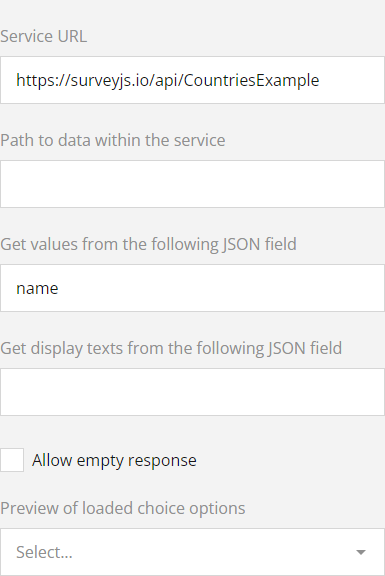 Service URL
https://surveyjs.io/api/CountriesExample
Path to data within the service
Get values from the following JSON field
name
Get display texts from the following JSON field
Allow empty response
Preview of loaded choice options
Select...